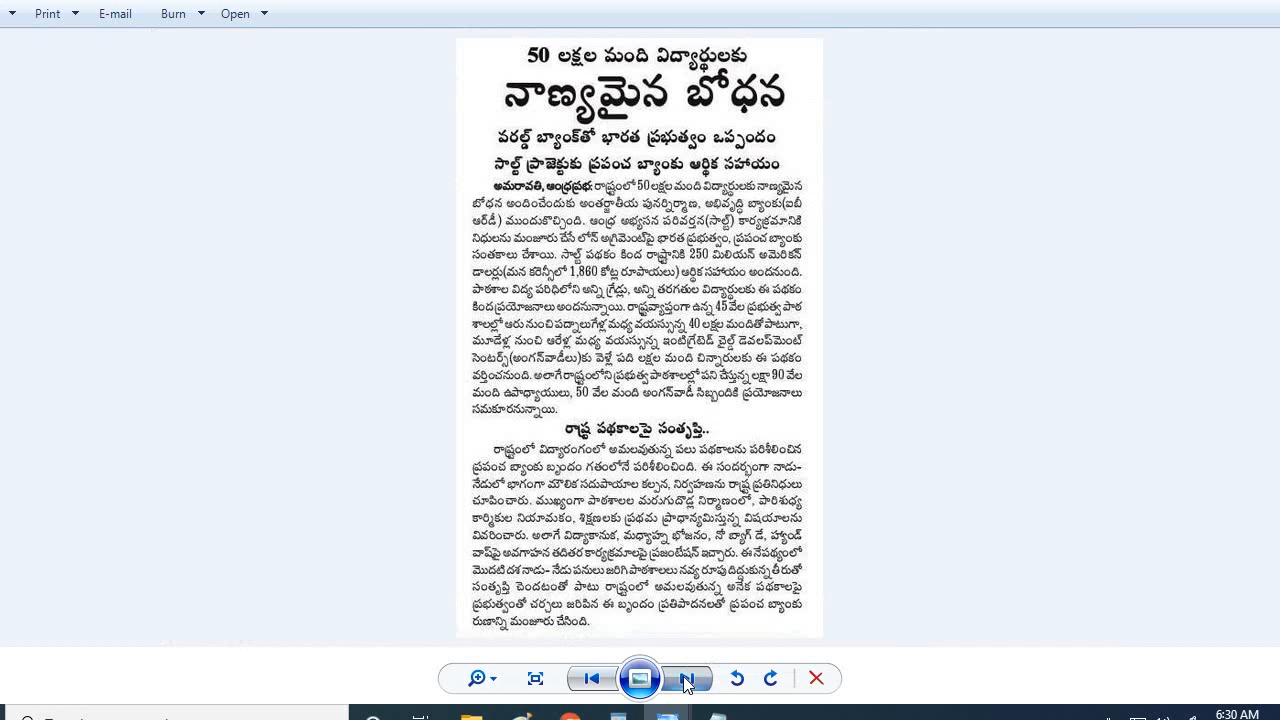 Print E-mail Burn Open
50 లక్షల మంది విద్యార్థులకు
నాణ్యమైన బోధన
వరల్డ్ బ్యాంక్‌తో భారత ప్రభుత్వం ఒప్పందం
సాల్ట్ ప్రాజెక్టుకు ప్రపంచ బ్యాంకు ఆర్థిక సహాయం
అమరావతి, ఆంధ్రప్రభ: రాష్ట్రంలో 50 లక్షల మంది విద్యార్థులకు నాణ్యమైన
బోధన అందించేందుకు అంతర్జాతీయ పునర్నిర్మాణ, అభివృద్ధి బ్యాంకు(ఐబీ
ఆర్‌డీ) ముందుకొచ్చింది. ఆంధ్ర అభ్యసన పరివర్తన(సాల్ట్) కార్యక్రమానికి
నిధులను మంజూరు చేసే లోన్ అగ్రిమెంట్‌పై భారత ప్రభుత్వం, ప్రపంచ బ్యాంకు
సంతకాలు చేశాయి. సాల్ట్ పథకం కింద రాష్ట్రానికి 250 మిలియన్ అమెరికన్
డాలర్లు(మన కరెన్సీలో 1,860 కోట్ల రూపాయలు) ఆర్థిక సహాయం అందనుంది.
పాఠశాల విద్య పరిధిలోని అన్ని గ్రేడ్లు, అన్ని తరగతుల విద్యార్థులకు ఈ పథకం
కింద ప్రయోజనాలు అందనున్నాయి. రాష్ట్రవ్యాప్తంగా ఉన్న 45 వేల ప్రభుత్వ పాఠ
శాలల్లో ఆరు నుంచి పద్నాలుగేళ్ల మధ్య వయస్సున్న 40 లక్షల మందితోపాటుగా,
మూడేళ్ల నుంచి ఆరేళ్ల మధ్య వయస్సున్న ఇంటిగ్రేటెడ్ చైల్డ్ డెవలప్‌మెంట్
సెంటర్స్(అంగన్‌వాడీలు)కు వెళ్లే పది లక్షల మంది చిన్నారులకు ఈ పథకం
వర్తించనుంది. అలాగే రాష్ట్రంలోని ప్రభుత్వ పాఠశాలల్లో పని చేస్తున్న లక్షా 90 వేల
మంది ఉపాధ్యాయులు, 50 వేల మంది అంగన్‌వాడీ సిబ్బందికి ప్రయోజనాలు
సమకూరనున్నాయి.
రాష్ట్ర పథకాలపై సంతృప్తి..
రాష్ట్రంలో విద్యారంగంలో అమలవుతున్న పలు పథకాలను పరిశీలించిన
ప్రపంచ బ్యాంకు బృందం గతంలోనే పరిశీలించింది. ఈ సందర్భంగా నాడు-
నేడులో భాగంగా మౌలిక సదుపాయాల కల్పన, నిర్వహణను రాష్ట్ర ప్రతినిధులు
చూపించారు. ముఖ్యంగా పాఠశాలల మరుగుదొడ్ల నిర్మాణంలో, పారిశుధ్య
కార్మికుల నియామకం, శిక్షణలకు ప్రథమ ప్రాధాన్యమిస్తున్న విషయాలను
వివరించారు. అలాగే విద్యాకానుక, మధ్యాహ్న భోజనం, నో బ్యాగ్ డే, హ్యాండ్
వాష్‌పై అవగాహన తదితర కార్యక్రమాలపై ప్రజంటేషన్ ఇచ్చారు. ఈ నేపథ్యంలో
మొదటి దశ నాడు- నేడు పనులు జరిగి పాఠశాలలు నవ్య రూపు దిద్దుకున్న తీరుతో
సంతృప్తి చెందటంతో పాటు రాష్ట్రంలో అమలవుతున్న అనేక పథకాలపై
ప్రభుత్వంతో చర్చలు జరిపిన ఈ బృందం ప్రతిపాదనలతో ప్రపంచ బ్యాంకు
రుణాన్ని మంజూరు చేసింది.
6:30 AM